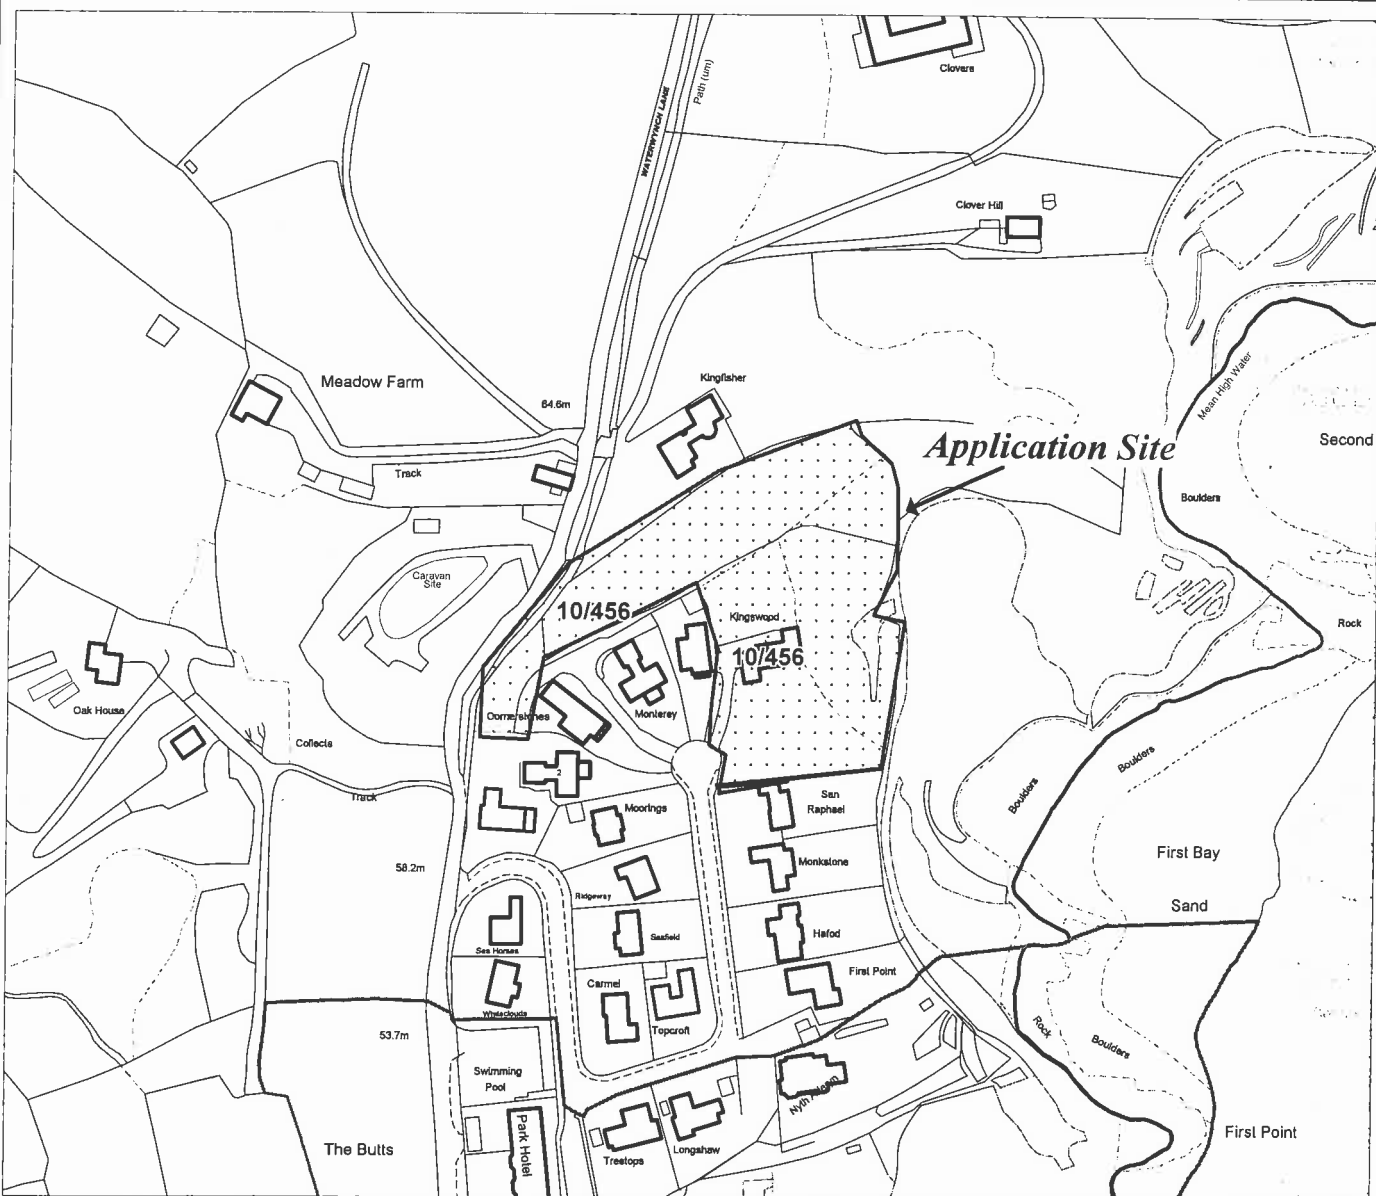 Clovers
WATERWYNCH LANE
Path (um)
Clover Hill
Mean High Water
Kingfisher
Meadow Farm
64.6m
Application Site
Second
Track
Boulders
Caravan
Site
10/456
Kingswood
10/456
Rock
Oak House
Cornerstones
Monterey
Collects
2
Boulders
Boulders
Track
San
Raphael
Moorings
Monkstone
First Bay
58.2m
Ridgeway
Sand
Seafield
Hafod
Sea Horses
First Point
Carmel
Whiteclouds
Topcroft
Rock
Boulders
53.7m
Swimming
Pool
Park Hotel
The Butts
Treetops
Longshaw
First Point